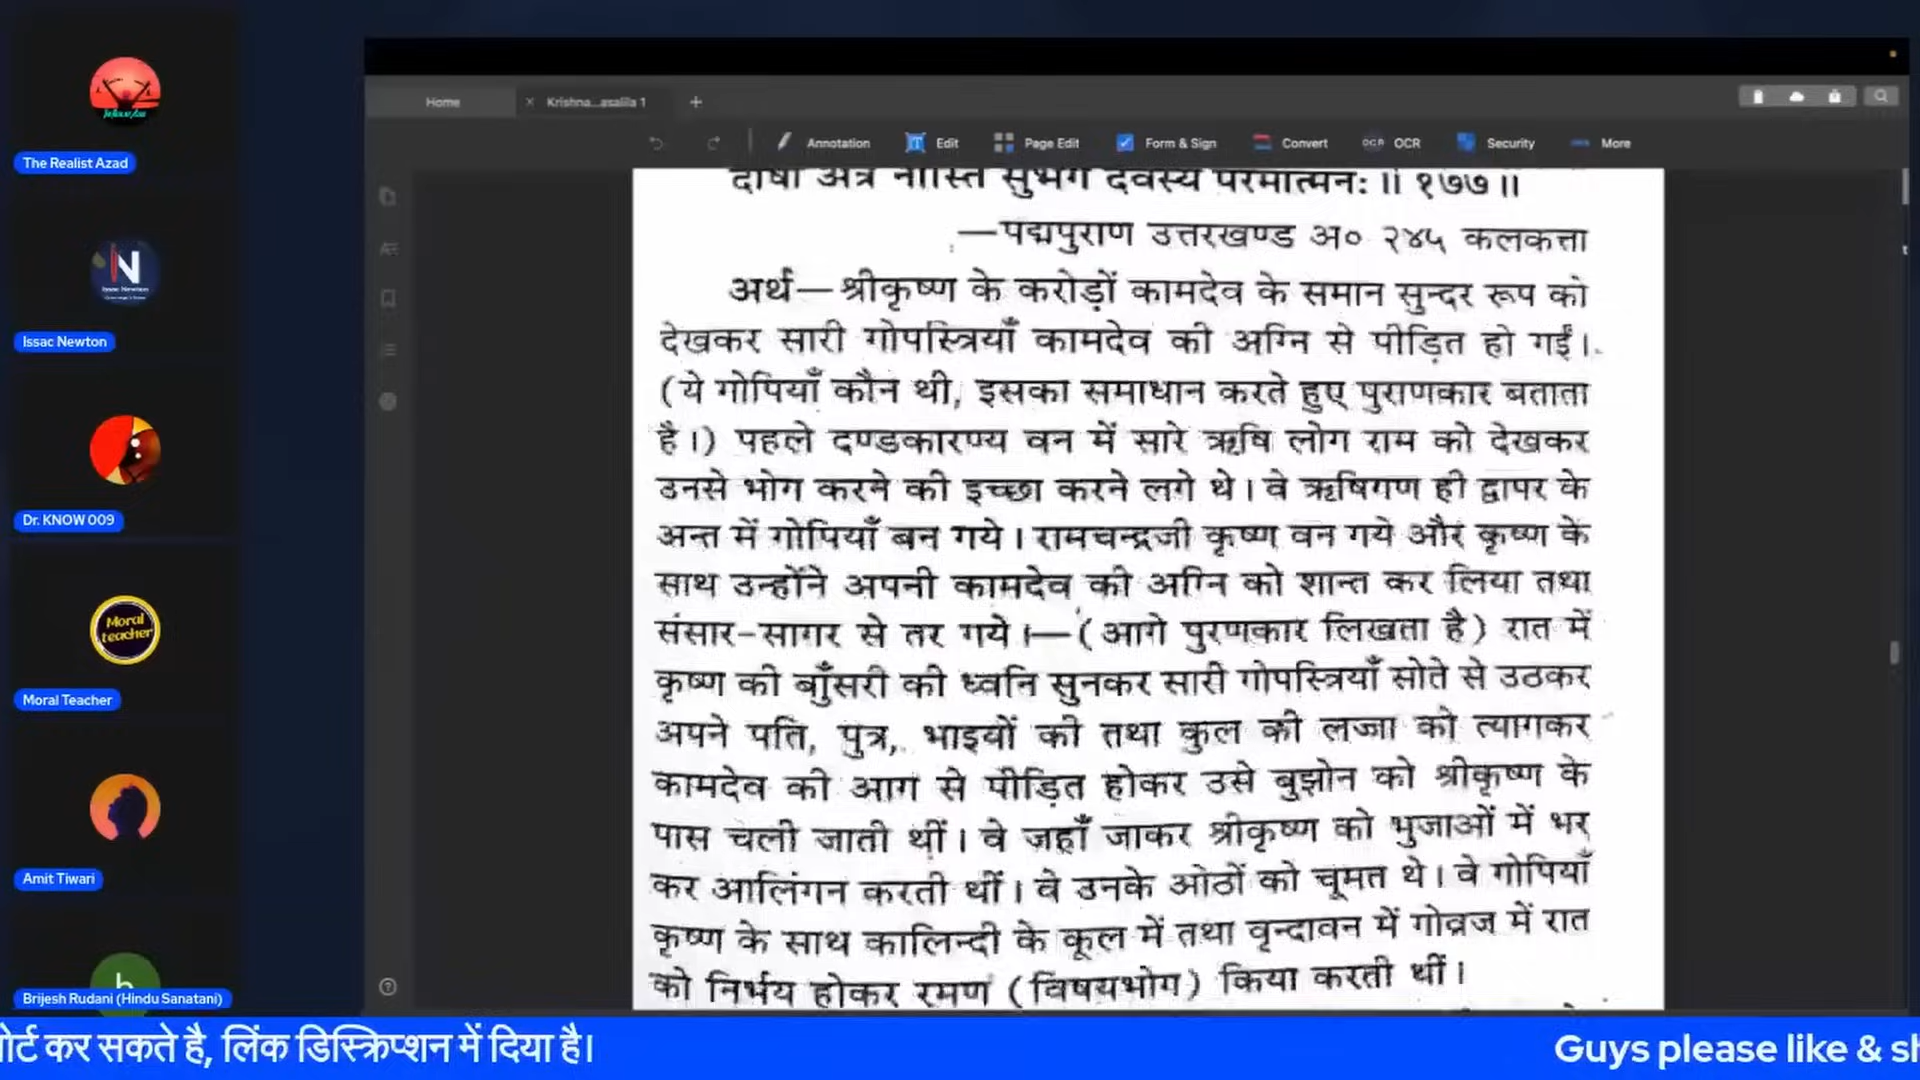 The Realist Azad
Issac Newton
Dr. KNOW 009
Moral teacher
Moral Teacher
Amit Tiwari
Brijesh Rudani (Hindu Sanatani)
Home
Krishna...asalila 1
Annotation
Edit
Page Edit
Form & Sign
Convert
OCR
Security
More
दोषो अत्र नास्ति सुभगे देवस्य परमात्मनः ॥ १७७ ॥
—पद्मपुराण उत्तरखण्ड अ० २४५ कलकत्ता
अर्थ—श्रीकृष्ण के करोड़ों कामदेव के समान सुन्दर रूप को
देखकर सारी गोपस्त्रियाँ कामदेव की अग्नि से पीड़ित हो गईं।
(ये गोपियाँ कौन थी, इसका समाधान करते हुए पुराणकार बताता
है।) पहले दण्डकारण्य वन में सारे ऋषि लोग राम को देखकर
उनसे भोग करने की इच्छा करने लगे थे। वे ऋषिगण ही द्वापर के
अन्त में गोपियाँ बन गये। रामचन्द्रजी कृष्ण वन गये और कृष्ण के
साथ उन्होंने अपनी कामदेव की अग्नि को शान्त कर लिया तथा
संसार-सागर से तर गये।—(आगे पुरणकार लिखता है) रात में
कृष्ण की बाँुसरी की ध्वनि सुनकर सारी गोपस्त्रियाँ सोते से उठकर
अपने पति, पुत्र, भाइयों की तथा कुल की लज्जा को त्यागकर
कामदेव की आग से पीड़ित होकर उसे बुझोन को श्रीकृष्ण के
पास चली जाती थीं। वे जहाँ जाकर श्रीकृष्ण को भुजाओं में भर
कर आलिंगन करती थीं। वे उनके ओठों को चूमत थे। वे गोपियाँ
कृष्ण के साथ कालिन्दी के कूल में तथा वृन्दावन में गोव्रज में रात
को निर्भय होकर रमण (विषयभोग) किया करती थीं।
पोर्ट कर सकते है, लिंक डिस्क्रिप्शन में दिया है।
Guys please like & sh